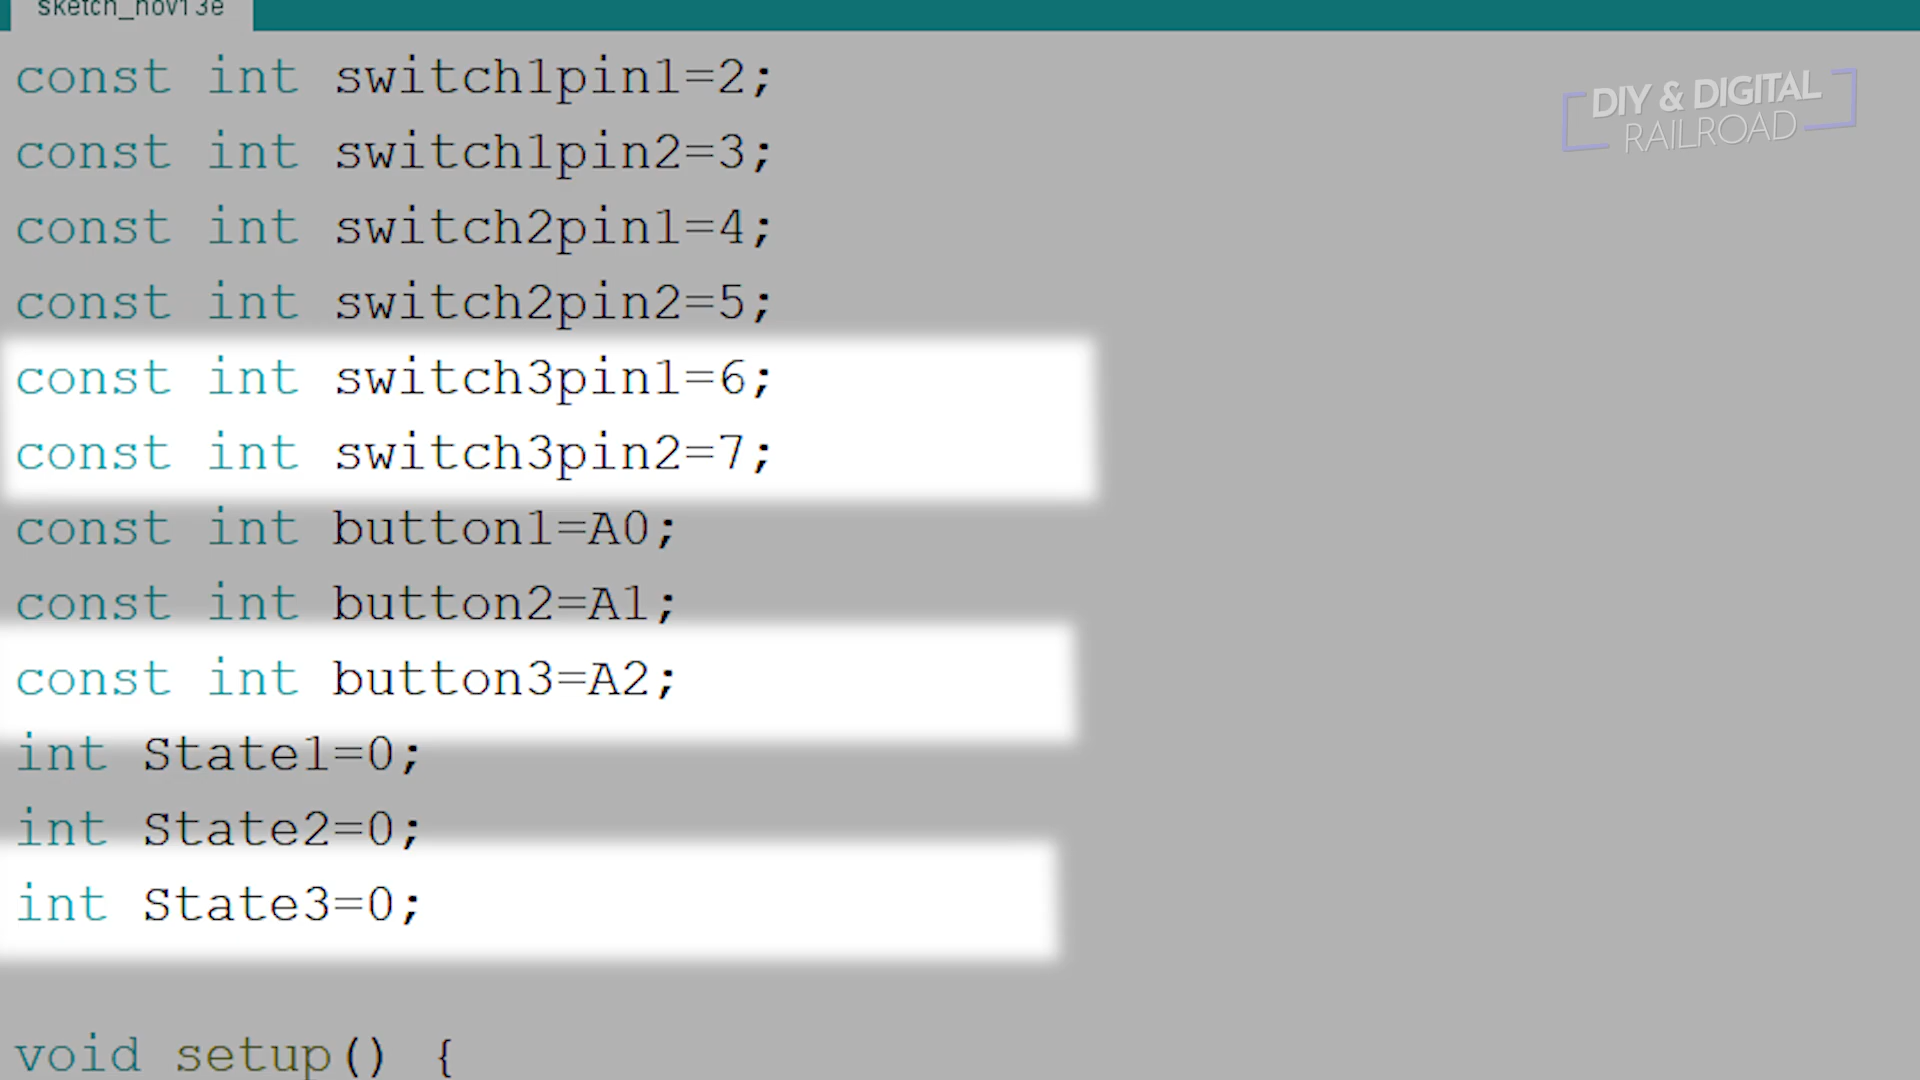 sketch_nov13e
const int switch1pin1=2;
const int switch1pin2=3;
const int switch2pin1=4;
const int switch2pin2=5;
const int switch3pin1=6;
const int switch3pin2=7;
const int button1=A0;
const int button2=A1;
const int button3=A2;
int State1=0;
int State2=0;
int State3=0;
void setup() {
DIY & DIGITAL
RAILROAD